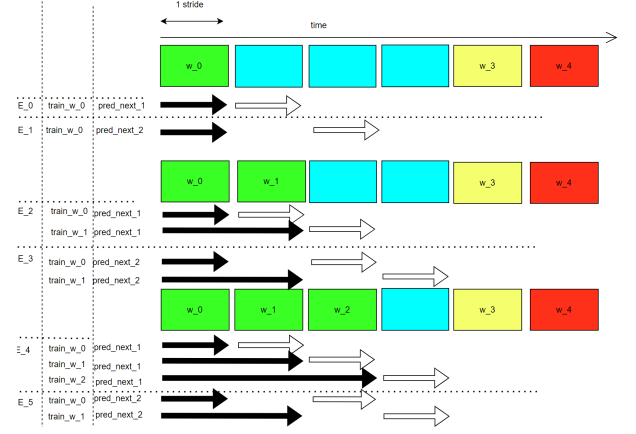 1 stride
time
w_0 w_3 w_4
E_0 train_w_0 pred_next_1
E_1 train_w_0 pred_next_2
w_0 w_1 w_3 w_4
E_2 train_w_0 pred_next_1
train_w_1 pred_next_1
E_3 train_w_0 pred_next_2
train_w_1 pred_next_2
w_0 w_1 w_2 w_3 w_4
E_4 train_w_0 pred_next_1
train_w_1 pred_next_1
train_w_2 pred_next_1
E_5 train_w_0 pred_next_2
train_w_1 pred_next_2